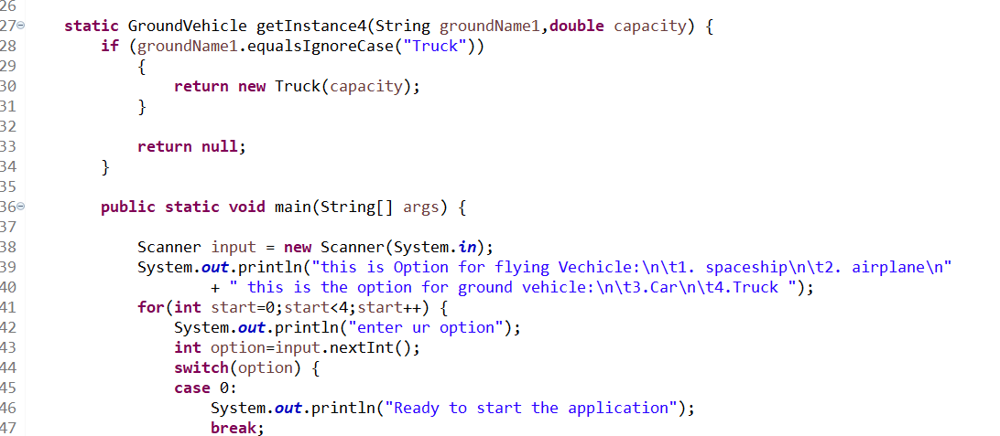 26
27 static GroundVehicle getInstance4(String groundName1,double capacity) {
28 if (groundName1.equalsIgnoreCase("Truck"))
29 {
30 return new Truck(capacity);
31 }
32
33 return null;
34 }
35
36 public static void main(String[] args) {
37
38 Scanner input = new Scanner(System.in);
39 System.out.println("this is Option for flying Vechicle:\n\t1. spaceship\n\t2. airplane\n"
40 + " this is the option for ground vehicle:\n\t3.Car\n\t4.Truck ");
41 for(int start=0;start<4;start++) {
42 System.out.println("enter ur option");
43 int option=input.nextInt();
44 switch(option) {
45 case 0:
46 System.out.println("Ready to start the application");
47 break;